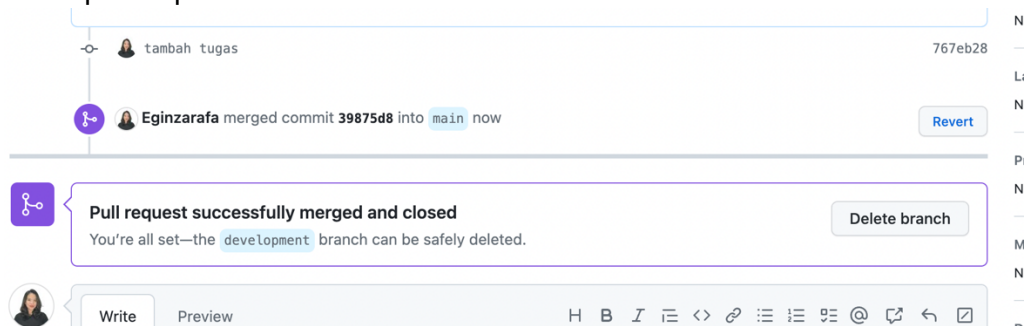 tambah tugas 767eb28
Eginzarafa merged commit 39875d8 into main now
Revert
Pull request successfully merged and closed
You're all set—the development branch can be safely deleted.
Delete branch
Write Preview